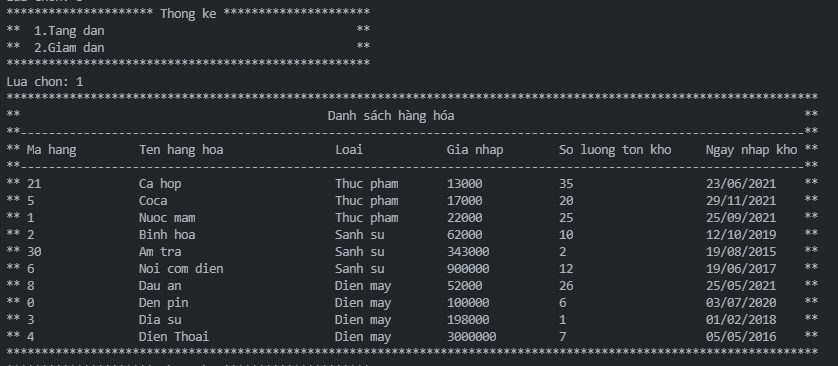 ********************* Thong ke *********************
**  1.Tang dan                                    **
**  2.Giam dan                                    **
****************************************************
Lua chon: 1
********************************************************************************************************************
**                                            Danh sách hàng hóa                                                  **
**----------------------------------------------------------------------------------------------------------------**
** Ma hang         Ten hang hoa                Loai            Gia nhap        So luong ton kho     Ngay nhap kho **
**----------------------------------------------------------------------------------------------------------------**
** 21              Ca hop                      Thuc pham       13000           35                   23/06/2021    **
** 5               Coca                        Thuc pham       17000           20                   29/11/2021    **
** 1               Nuoc mam                    Thuc pham       22000           25                   25/09/2021    **
** 2               Binh hoa                    Sanh su         62000           10                   12/10/2019    **
** 30              Am tra                      Sanh su         343000          2                    19/08/2015    **
** 6               Noi com dien                Sanh su         900000          12                   19/06/2017    **
** 8               Dau an                      Dien may        52000           26                   25/05/2021    **
** 0               Den pin                     Dien may        100000          6                    03/07/2020    **
** 3               Dia su                      Dien may        198000          1                    01/02/2018    **
** 4               Dien Thoai                  Dien may        3000000         7                    05/05/2016    **
********************************************************************************************************************